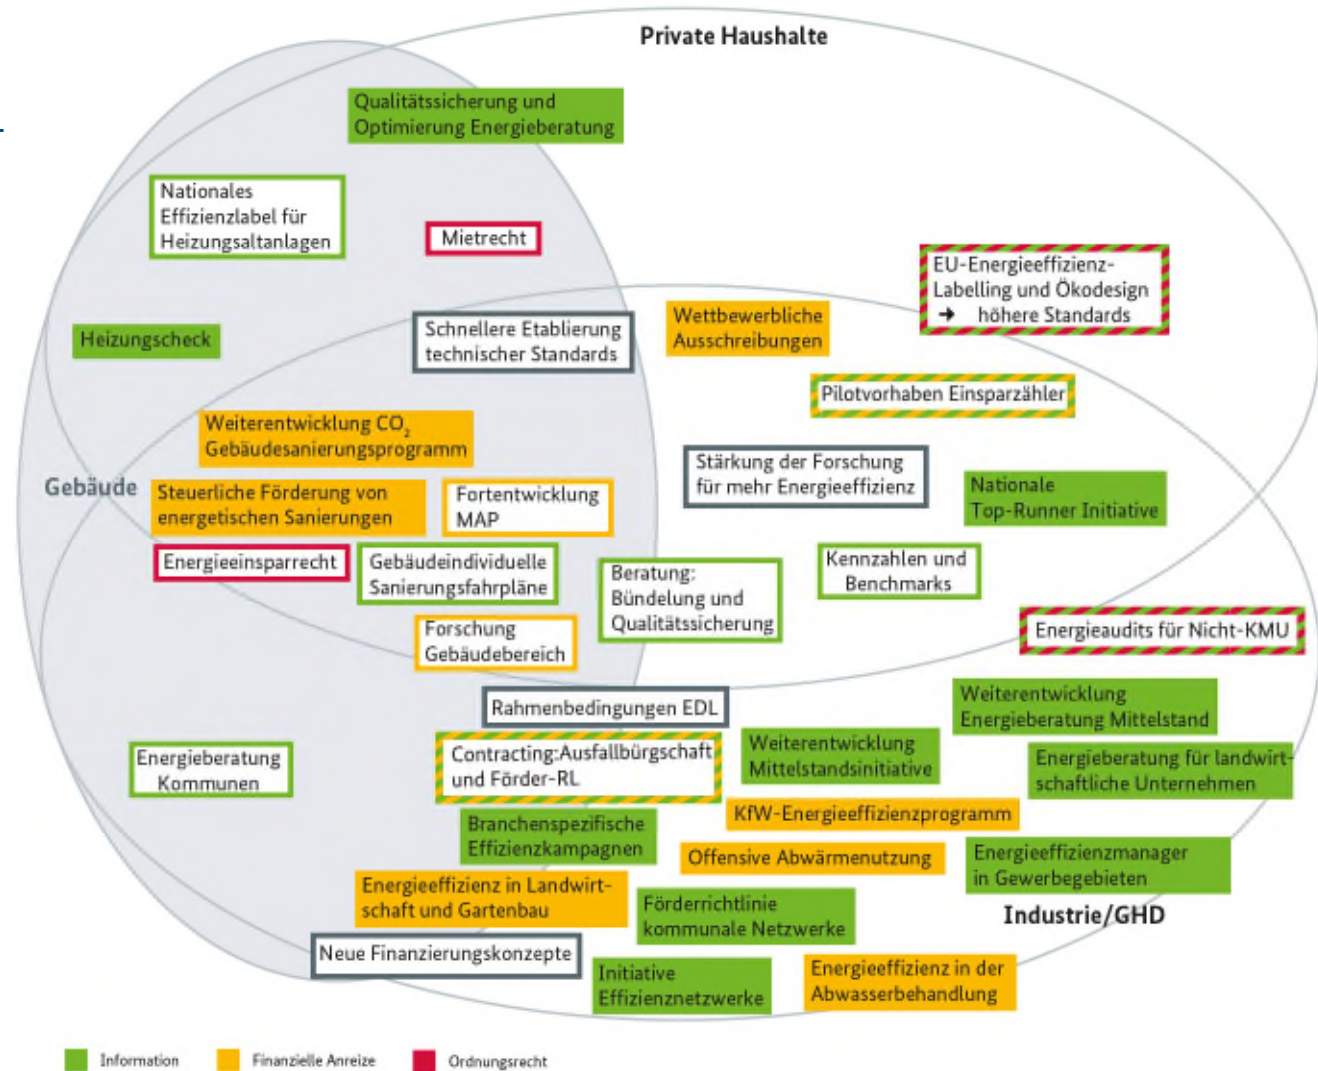 Private Haushalte
Qualitätssicherung und
Optimierung Energieberatung
Nationales
Effizienzlabel für
Heizungsaltanlagen
Mietrecht
EU-Energieeffizienz-
Labelling und Ökodesign
➔ höhere Standards
Heizungscheck
Schnellere Etablierung
technischer Standards
Wettbewerbliche
Ausschreibungen
Pilotvorhaben Einsparzähler
Weiterentwicklung CO₂
Gebäudesanierungsprogramm
Gebäude
Steuerliche Förderung von
energetischen Sanierungen
Fortentwicklung
MAP
Stärkung der Forschung
für mehr Energieeffizienz
Nationale
Top-Runner Initiative
Energieeinsparrecht
Gebäudeindividuelle
Sanierungsfahrpläne
Beratung:
Bündelung und
Qualitätssicherung
Kennzahlen und
Benchmarks
Forschung
Gebäudebereich
Energieaudits für Nicht-KMU
Rahmenbedingungen EDL
Weiterentwicklung
Energieberatung Mittelstand
Energieberatung
Kommunen
Contracting:Ausfallbürgschaft
und Förder-RL
Weiterentwicklung
Mittelstandsinitiative
Energieberatung für landwirt-
schaftliche Unternehmen
KfW-Energieeffizienzprogramm
Branchenspezifische
Effizienzkampagnen
Offensive Abwärmenutzung
Energieeffizienzmanager
in Gewerbegebieten
Energieeffizienz in Landwirt-
schaft und Gartenbau
Förderrichtlinie
kommunale Netzwerke
Industrie/GHD
Neue Finanzierungskonzepte
Initiative
Effizienznetzwerke
Energieeffizienz in der
Abwasserbehandlung
Information
Finanzielle Anreize
Ordnungsrecht